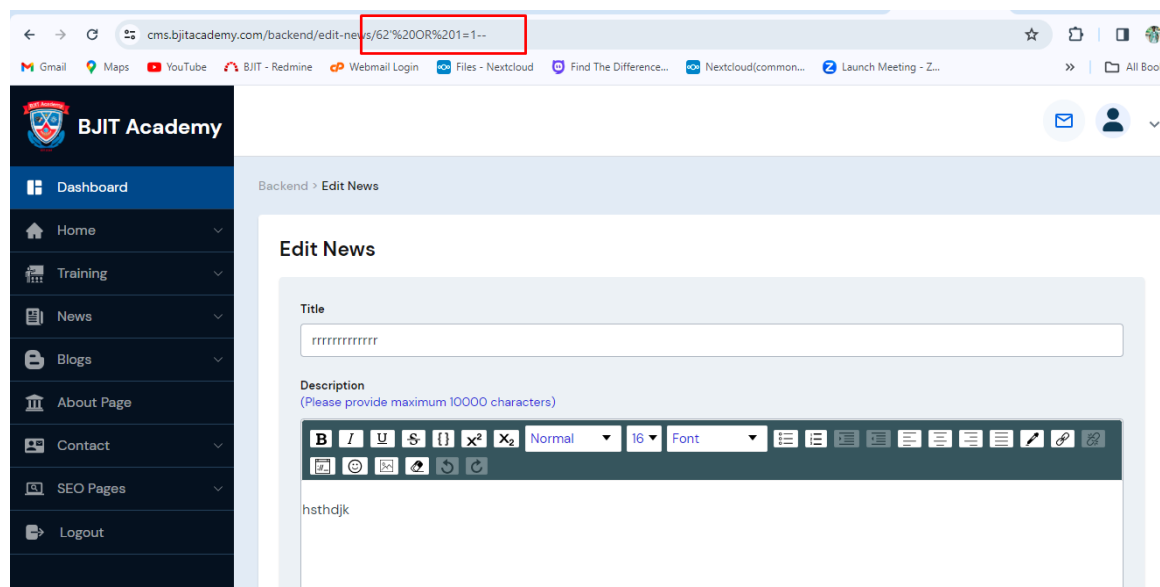 cms.bjitacademy.com/backend/edit-news/62'%20OR%201=1--
Gmail Maps YouTube BJIT - Redmine Webmail Login Files - Nextcloud Find The Difference... Nextcloud(common... Launch Meeting - Z... » All Boo
BJIT Academy
Dashboard
Backend > Edit News
Home
Edit News
Training
Title
News
rrrrrrrrrrrrr
Blogs
Description
About Page
(Please provide maximum 10000 characters)
Contact
B I U S {} x² X₂ Normal 16 Font
SEO Pages
hsthdjk
Logout